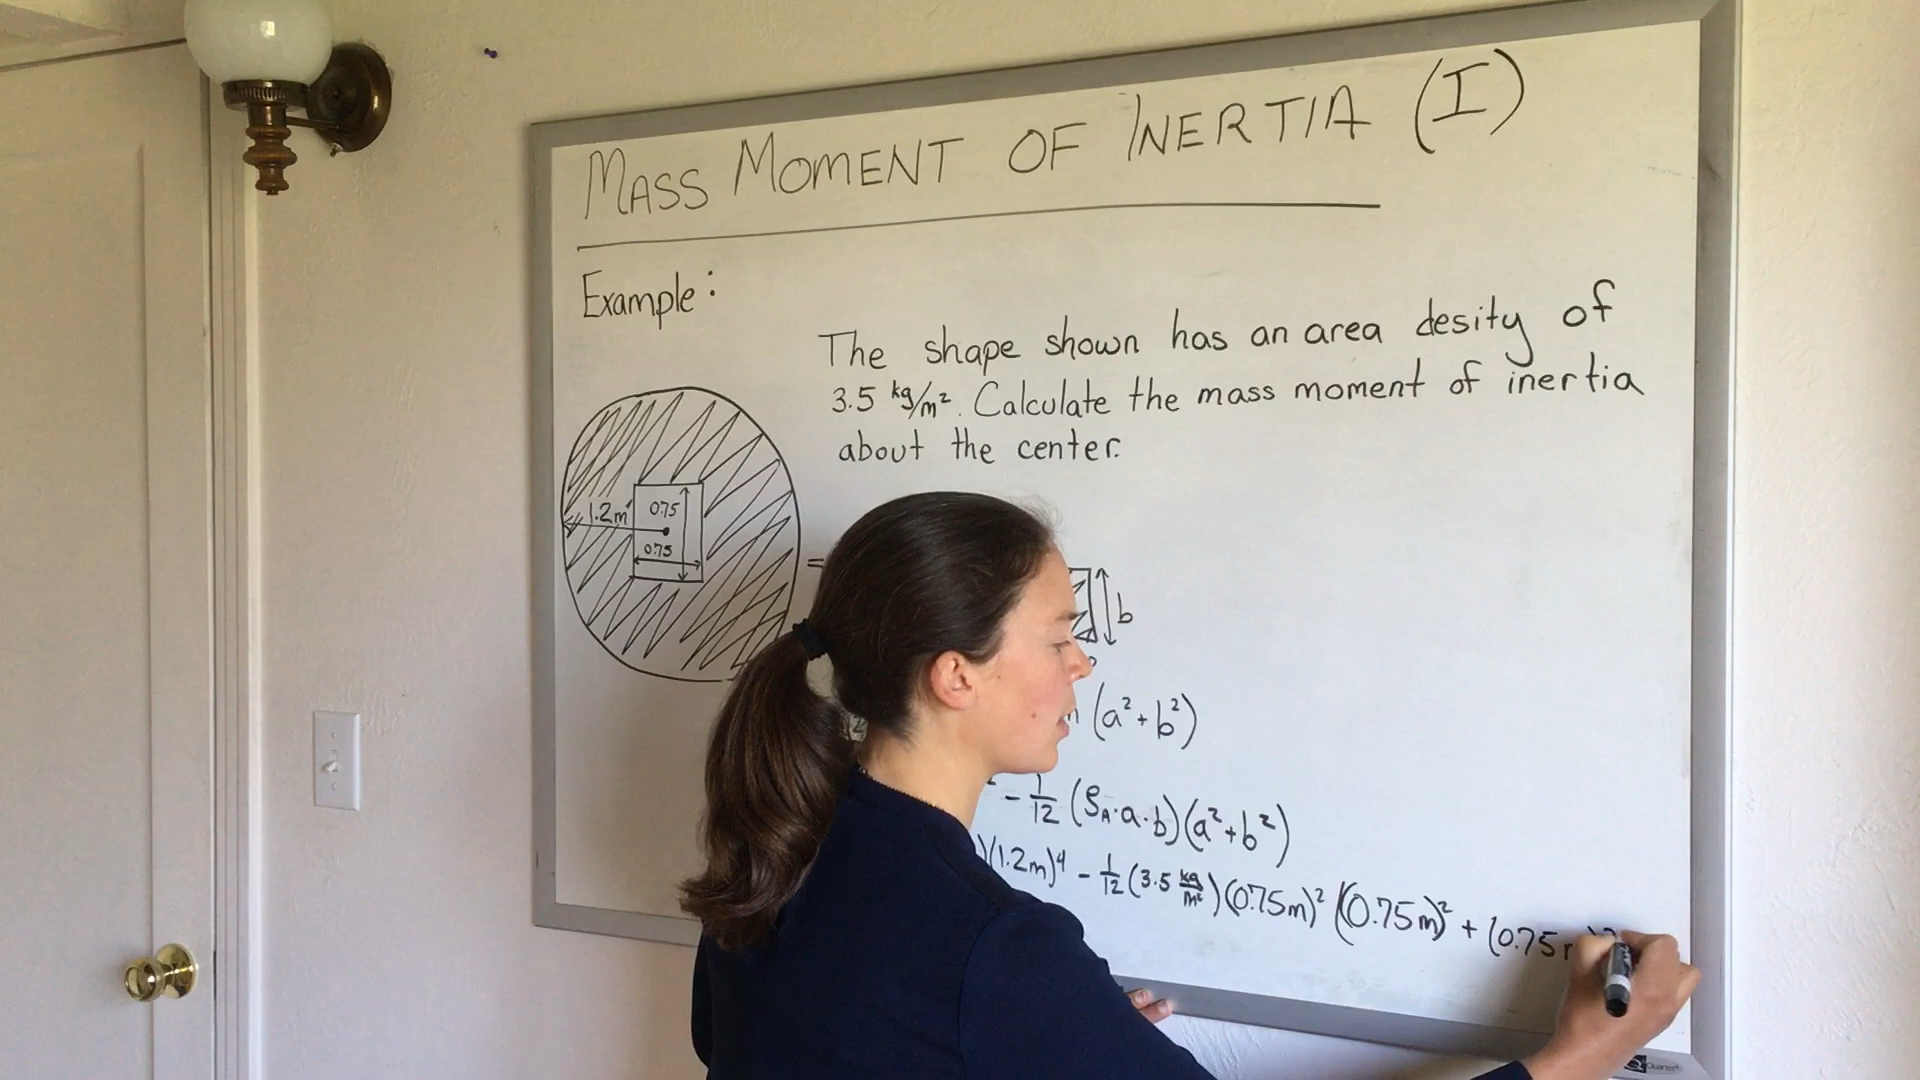 MASS MOMENT OF INERTIA (I)
Example:
The shape shown has an area desity of
3.5 kg/m². Calculate the mass moment of inertia
about the center.
1.2m
0.75
0.75
=
b
(a² + b²)
- 1/12 (ρA·a·b)(a²+b²)
)(1.2m)⁴ - 1/12 (3.5 kg/m²)(0.75m)² ((0.75m)² + (0.75
Quartet